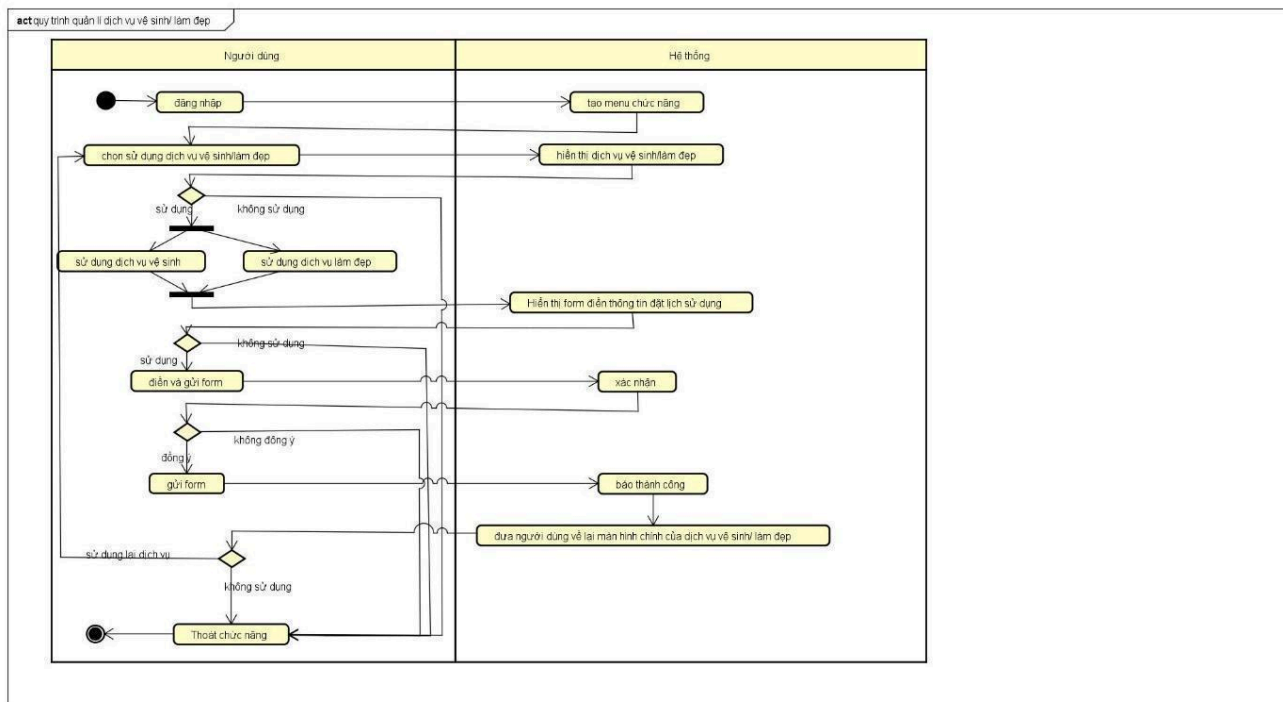 act quy trình quản lí dịch vụ vệ sinh/ làm đẹp
Người dùng
Hệ thống
đăng nhập
tạo menu chức năng
chọn sử dụng dịch vụ vệ sinh/làm đẹp
hiển thị dịch vụ vệ sinh/làm đẹp
sử dụng
không sử dụng
sử dụng dịch vụ vệ sinh
sử dụng dịch vụ làm đẹp
Hiển thị form điền thông tin đặt lịch sử dụng
không sử dụng
sử dụng
điền và gửi form
xác nhận
không đồng ý
đồng ý
gửi form
báo thành công
đưa người dùng về lại màn hình chính của dịch vụ vệ sinh/ làm đẹp
sử dụng lại dịch vụ
không sử dụng
Thoát chức năng